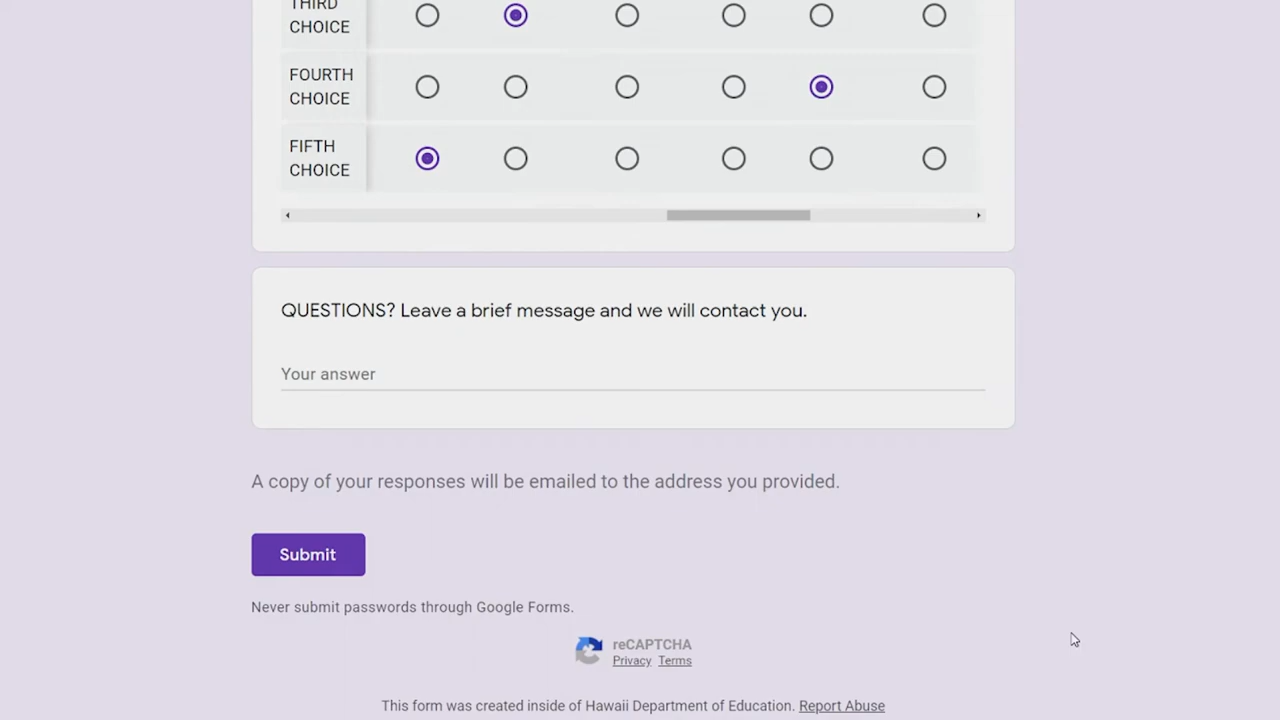 THIRD
CHOICE
FOURTH
CHOICE
FIFTH
CHOICE
QUESTIONS? Leave a brief message and we will contact you.
Your answer
A copy of your responses will be emailed to the address you provided.
Submit
Never submit passwords through Google Forms.
reCAPTCHA
Privacy Terms
This form was created inside of Hawaii Department of Education. Report Abuse